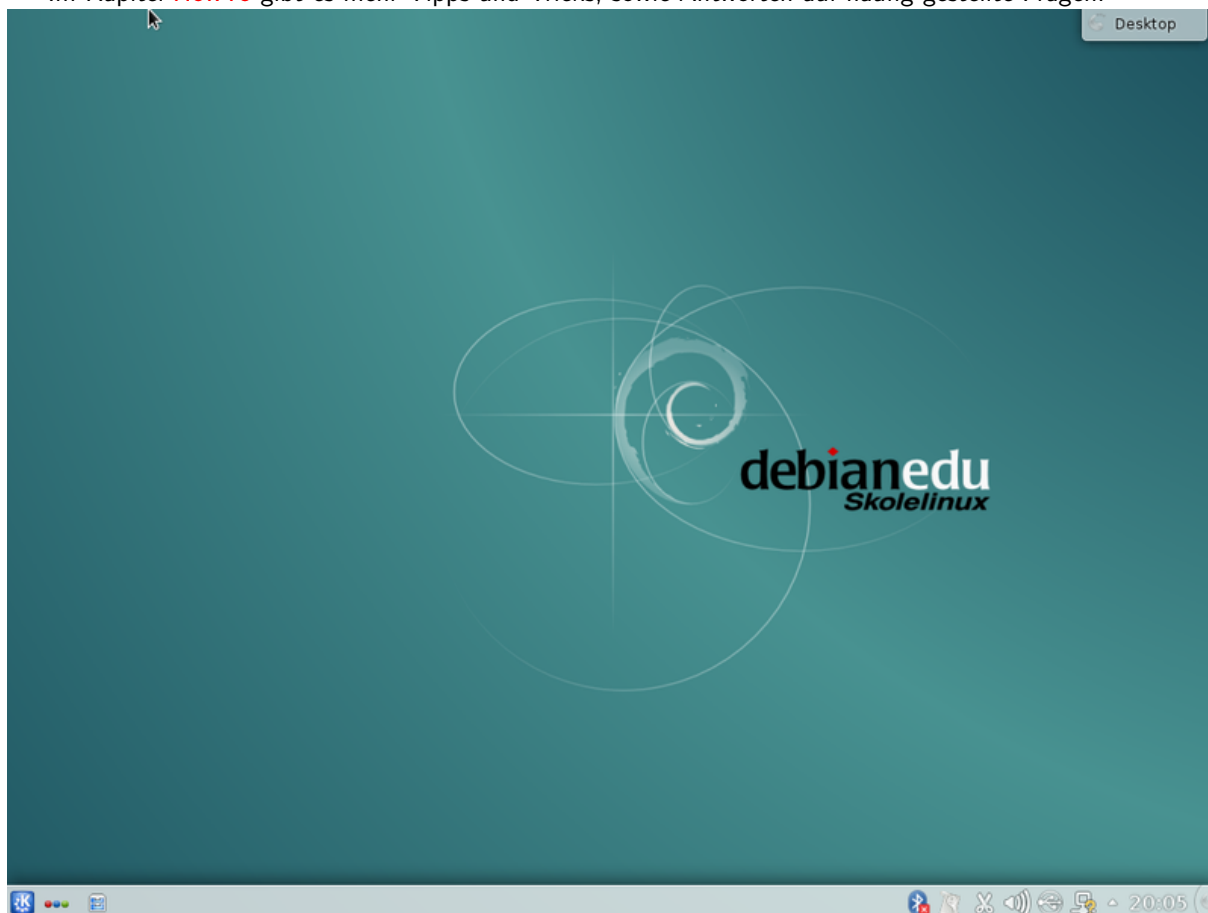 Im Kapitel HowTo gibt es mehr Tipps und Tricks, sowie Antworten auf häufig gestellte Fragen.
Desktop
debianedu
Skolelinux
20:05